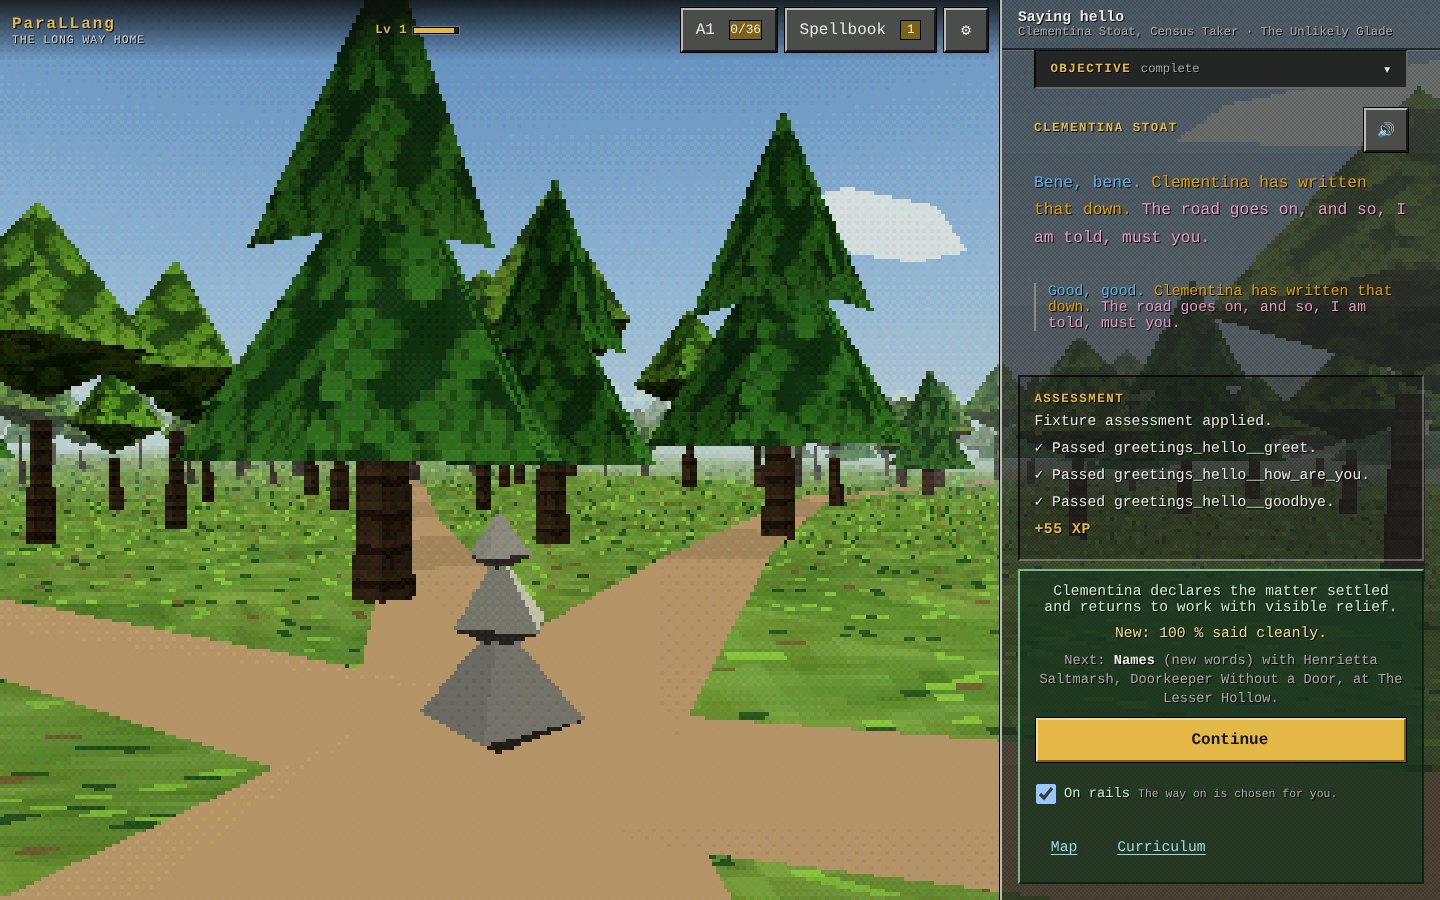 ParaLLang
THE LONG WAY HOME
Lv 1
A1 0/36
Spellbook 1
Saying hello
Clementina Stoat, Census Taker · The Unlikely Glade
OBJECTIVE complete
CLEMENTINA STOAT
Bene, bene. Clementina has written
that down. The road goes on, and so, I
am told, must you.
Good, good. Clementina has written that
down. The road goes on, and so, I am
told, must you.
ASSESSMENT
Fixture assessment applied.
✓ Passed greetings_hello__greet.
✓ Passed greetings_hello__how_are_you.
✓ Passed greetings_hello__goodbye.
+55 XP
Clementina declares the matter settled
and returns to work with visible relief.
New: 100 % said cleanly.
Next: Names (new words) with Henrietta
Saltmarsh, Doorkeeper Without a Door, at The
Lesser Hollow.
Continue
On rails The way on is chosen for you.
Map Curriculum